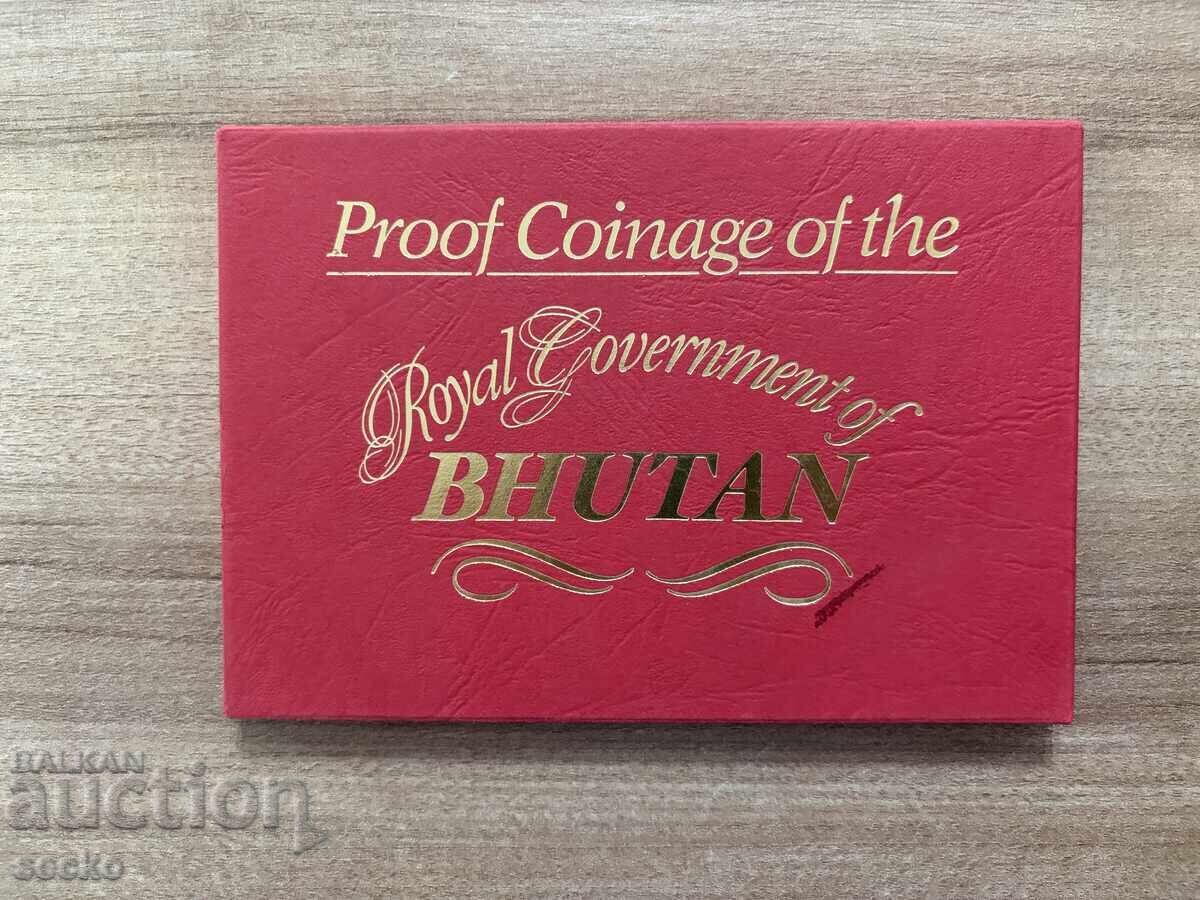 Proof Coinage of the
Royal Government of
BHUTAN
BALKAN
auction
socko